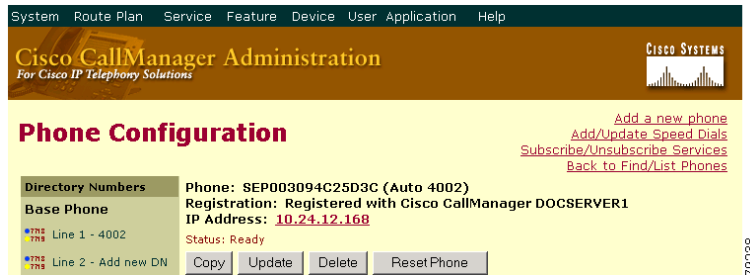 System Route Plan Service Feature Device User Application Help
Cisco CallManager Administration
For Cisco IP Telephony Solutions
CISCO SYSTEMS
Phone Configuration
Add a new phone
Add/Update Speed Dials
Subscribe/Unsubscribe Services
Back to Find/List Phones
Directory Numbers
Base Phone
Line 1 - 4002
Line 2 - Add new DN
Phone: SEP003094C25D3C (Auto 4002)
Registration: Registered with Cisco CallManager DOCSERVER1
IP Address: 10.24.12.168
Status: Ready
Copy Update Delete Reset Phone